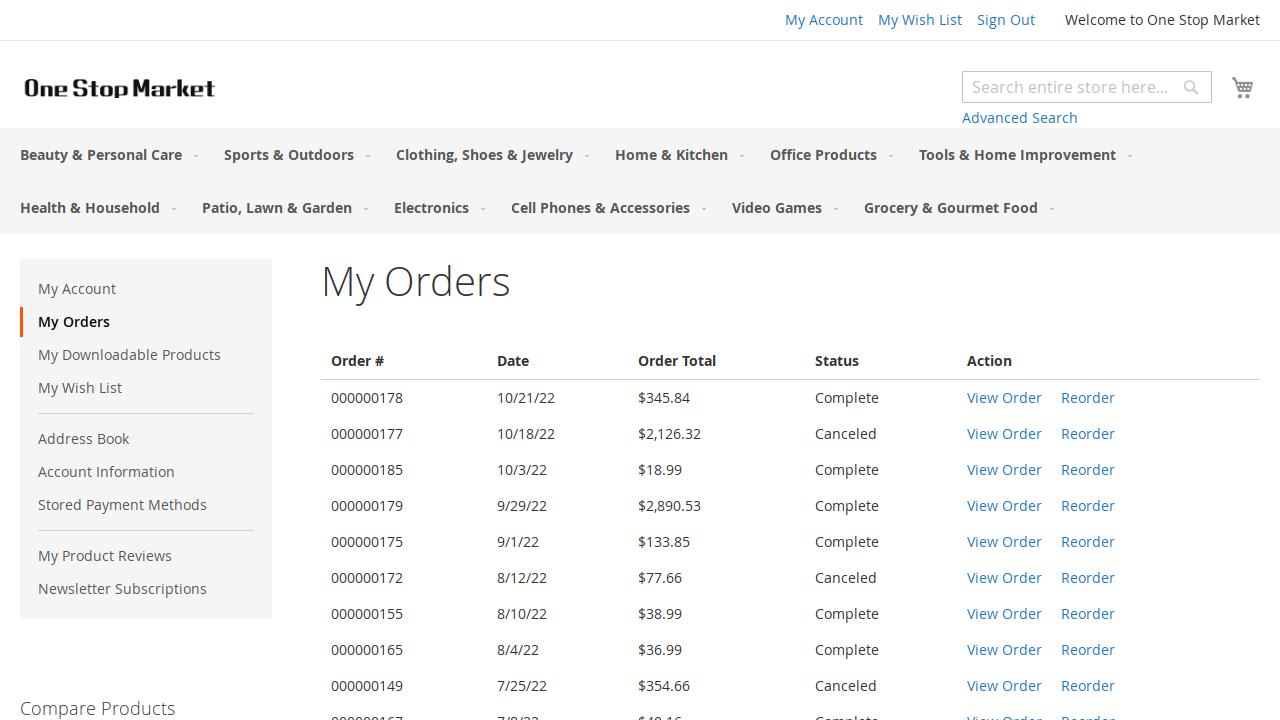 My Account My Wish List Sign Out Welcome to One Stop Market
One Stop Market
Search entire store here...
Advanced Search
Beauty & Personal Care Sports & Outdoors Clothing, Shoes & Jewelry Home & Kitchen Office Products Tools & Home Improvement
Health & Household Patio, Lawn & Garden Electronics Cell Phones & Accessories Video Games Grocery & Gourmet Food
My Account
My Orders
My Downloadable Products
My Wish List
Address Book
Account Information
Stored Payment Methods
My Product Reviews
Newsletter Subscriptions
Compare Products
My Orders
Order # Date Order Total Status Action
000000178 10/21/22 $345.84 Complete View Order Reorder
000000177 10/18/22 $2,126.32 Canceled View Order Reorder
000000185 10/3/22 $18.99 Complete View Order Reorder
000000179 9/29/22 $2,890.53 Complete View Order Reorder
000000175 9/1/22 $133.85 Complete View Order Reorder
000000172 8/12/22 $77.66 Canceled View Order Reorder
000000155 8/10/22 $38.99 Complete View Order Reorder
000000165 8/4/22 $36.99 Complete View Order Reorder
000000149 7/25/22 $354.66 Canceled View Order Reorder